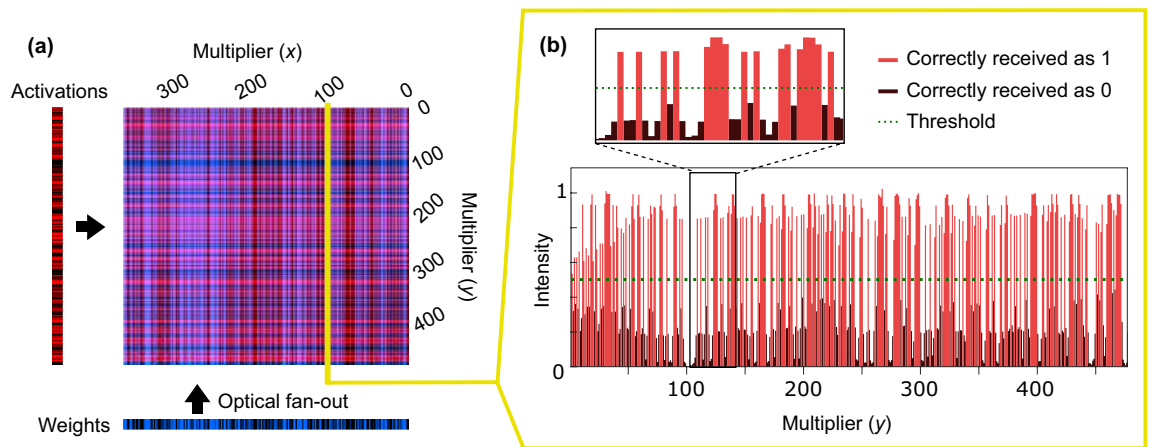 (a)
Multiplier (x)
Activations
300
200
100
0
0
100
200
300
400
Multiplier (y)
Optical fan-out
Weights
(b)
Correctly received as 1
Correctly received as 0
Threshold
1
Intensity
0
100
200
300
400
Multiplier (y)